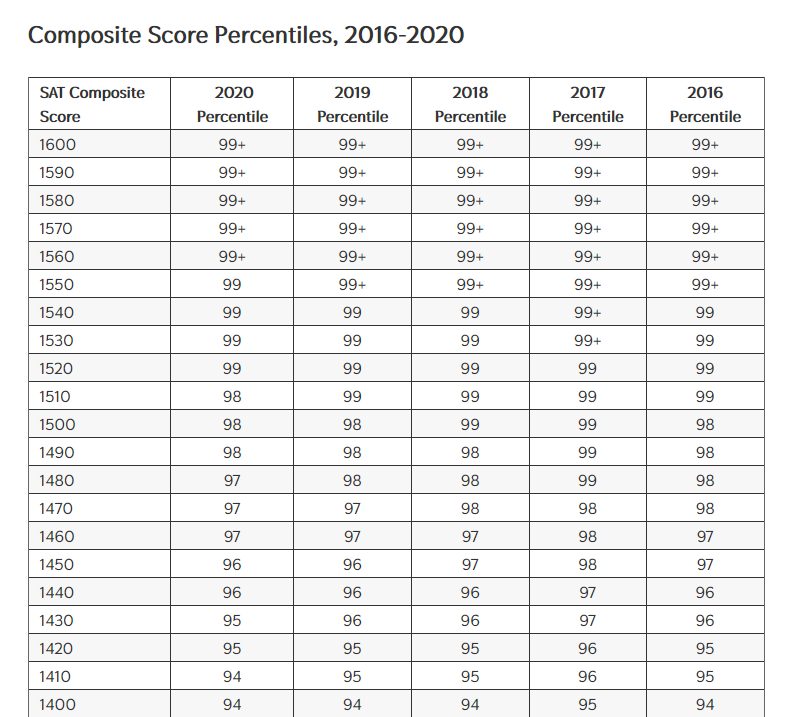 Composite Score Percentiles, 2016-2020
SAT Composite Score 2020 Percentile 2019 Percentile 2018 Percentile 2017 Percentile 2016 Percentile
1600 99+ 99+ 99+ 99+ 99+
1590 99+ 99+ 99+ 99+ 99+
1580 99+ 99+ 99+ 99+ 99+
1570 99+ 99+ 99+ 99+ 99+
1560 99+ 99+ 99+ 99+ 99+
1550 99 99+ 99+ 99+ 99+
1540 99 99 99 99+ 99
1530 99 99 99 99+ 99
1520 99 99 99 99 99
1510 98 99 99 99 99
1500 98 98 99 99 98
1490 98 98 98 99 98
1480 97 98 98 99 98
1470 97 97 98 98 98
1460 97 97 97 98 97
1450 96 96 97 98 97
1440 96 96 96 97 96
1430 95 96 96 97 96
1420 95 95 95 96 95
1410 94 95 95 96 95
1400 94 94 94 95 94